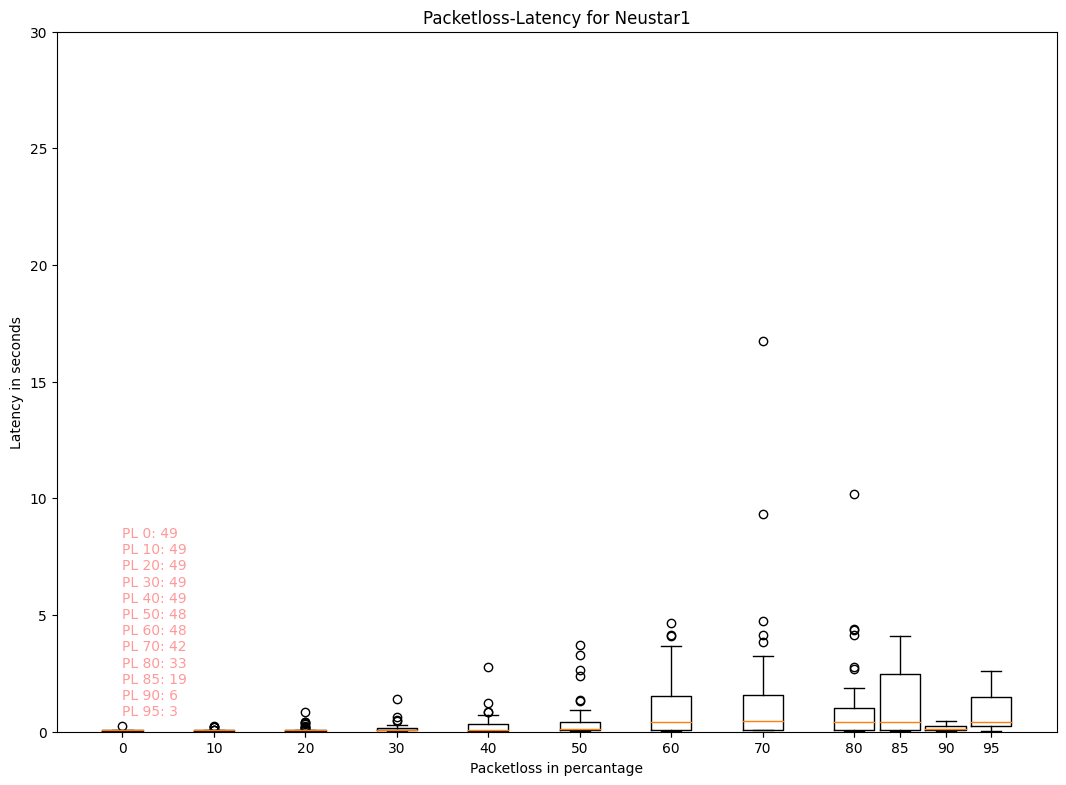 Packetloss-Latency for Neustar1
30
25
20
15
10
5
0
Latency in seconds
PL 0: 49
PL 10: 49
PL 20: 49
PL 30: 49
PL 40: 49
PL 50: 48
PL 60: 48
PL 70: 42
PL 80: 33
PL 85: 19
PL 90: 6
PL 95: 3
0 10 20 30 40 50 60 70 80 85 90 95
Packetloss in percantage